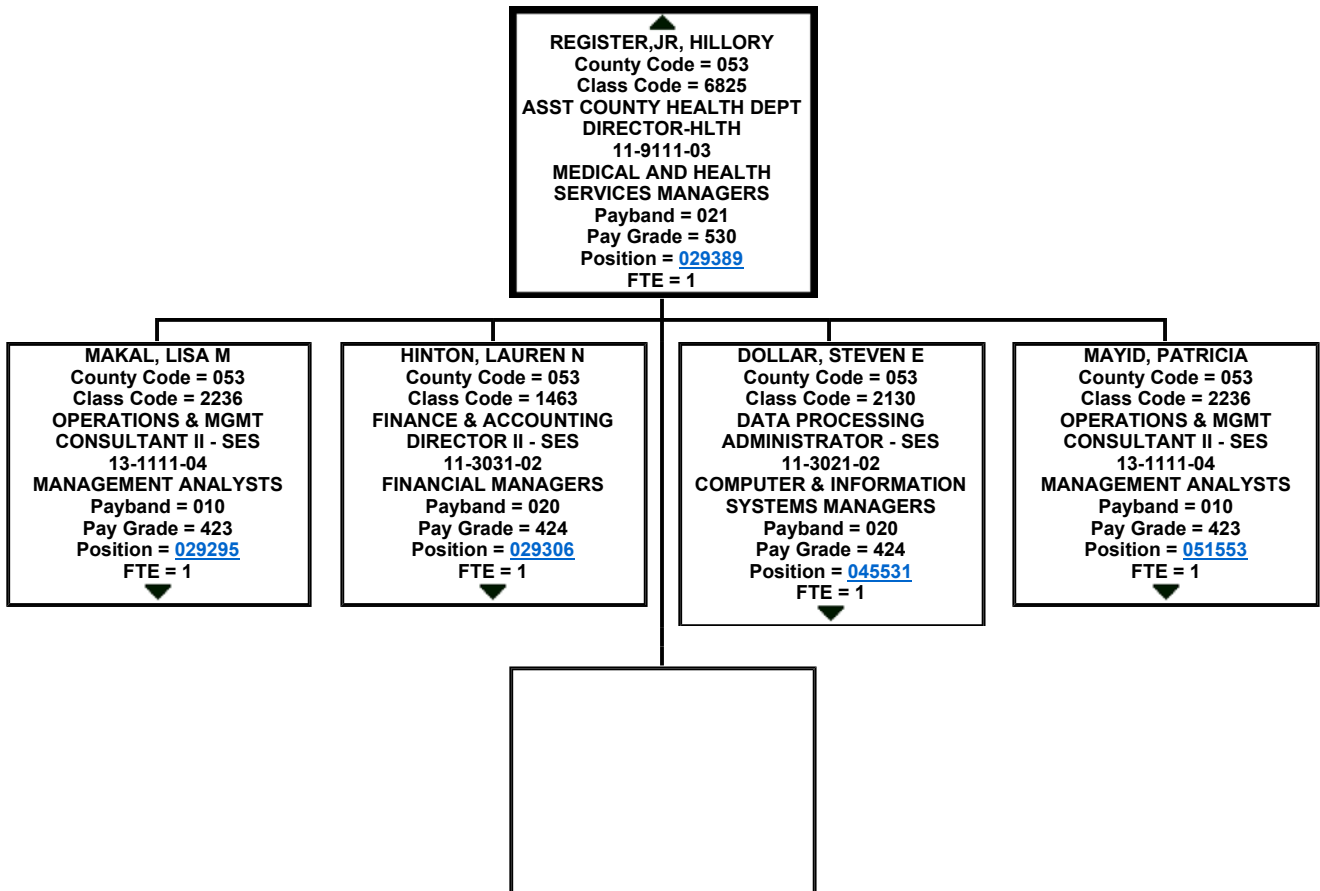 REGISTER,JR, HILLORY
County Code = 053
Class Code = 6825
ASST COUNTY HEALTH DEPT
DIRECTOR-HLTH
11-9111-03
MEDICAL AND HEALTH
SERVICES MANAGERS
Payband = 021
Pay Grade = 530
Position = 029389
FTE = 1
MAKAL, LISA M
County Code = 053
Class Code = 2236
OPERATIONS & MGMT
CONSULTANT II - SES
13-1111-04
MANAGEMENT ANALYSTS
Payband = 010
Pay Grade = 423
Position = 029295
FTE = 1
HINTON, LAUREN N
County Code = 053
Class Code = 1463
FINANCE & ACCOUNTING
DIRECTOR II - SES
11-3031-02
FINANCIAL MANAGERS
Payband = 020
Pay Grade = 424
Position = 029306
FTE = 1
DOLLAR, STEVEN E
County Code = 053
Class Code = 2130
DATA PROCESSING
ADMINISTRATOR - SES
11-3021-02
COMPUTER & INFORMATION
SYSTEMS MANAGERS
Payband = 020
Pay Grade = 424
Position = 045531
FTE = 1
MAYID, PATRICIA
County Code = 053
Class Code = 2236
OPERATIONS & MGMT
CONSULTANT II - SES
13-1111-04
MANAGEMENT ANALYSTS
Payband = 010
Pay Grade = 423
Position = 051553
FTE = 1